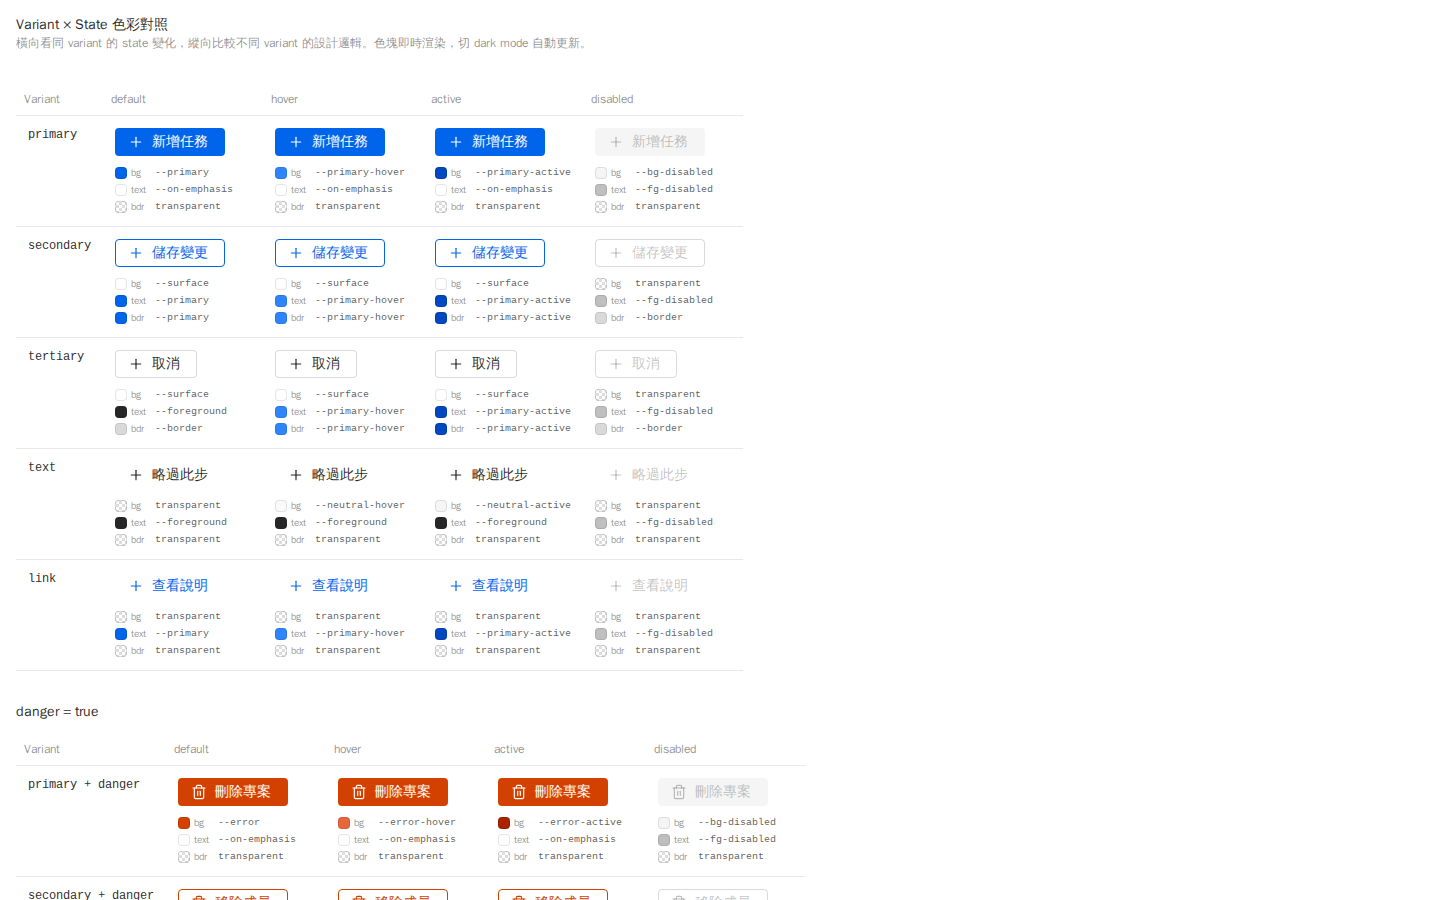 Variant × State 色彩對照
橫向看同 variant 的 state 變化，縱向比較不同 variant 的設計邏輯。色塊即時渲染，切 dark mode 自動更新。
Variant default hover active disabled
primary 新增任務 新增任務 新增任務 新增任務
bg --primary bg --primary-hover bg --primary-active bg --bg-disabled
text --on-emphasis text --on-emphasis text --on-emphasis text --fg-disabled
bdr transparent bdr transparent bdr transparent bdr transparent
secondary 儲存變更 儲存變更 儲存變更 儲存變更
bg --surface bg --surface bg --surface bg transparent
text --primary text --primary-hover text --primary-active text --fg-disabled
bdr --primary bdr --primary-hover bdr --primary-active bdr --border
tertiary 取消 取消 取消 取消
bg --surface bg --surface bg --surface bg transparent
text --foreground text --primary-hover text --primary-active text --fg-disabled
bdr --border bdr --primary-hover bdr --primary-active bdr --border
text 略過此步 略過此步 略過此步 略過此步
bg transparent bg --neutral-hover bg --neutral-active bg transparent
text --foreground text --foreground text --foreground text --fg-disabled
bdr transparent bdr transparent bdr transparent bdr transparent
link 查看說明 查看說明 查看說明 查看說明
bg transparent bg transparent bg transparent bg transparent
text --primary text --primary-hover text --primary-active text --fg-disabled
bdr transparent bdr transparent bdr transparent bdr transparent
danger = true
Variant default hover active disabled
primary + danger 刪除專案 刪除專案 刪除專案 刪除專案
bg --error bg --error-hover bg --error-active bg --bg-disabled
text --on-emphasis text --on-emphasis text --on-emphasis text --fg-disabled
bdr transparent bdr transparent bdr transparent bdr transparent
secondary + danger 移除成員 移除成員 移除成員 移除成員